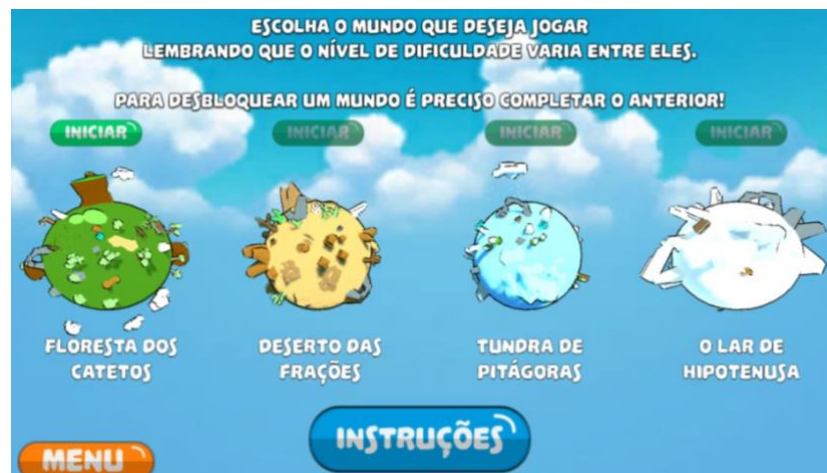 ESCOLHA O MUNDO QUE DESEJA JOGAR
LEMBRANDO QUE O NÍVEL DE DIFICULDADE VARIA ENTRE ELES.
PARA DESBLOQUEAR UM MUNDO É PRECISO COMPLETAR O ANTERIOR!
INICIAR
INICIAR
INICIAR
INICIAR
FLORESTA DOS
CATETOS
DESERTO DAS
FRAÇÕES
TUNDRA DE
PITÁGORAS
O LAR DE
HIPOTENUSA
INSTRUÇÕES
MENU